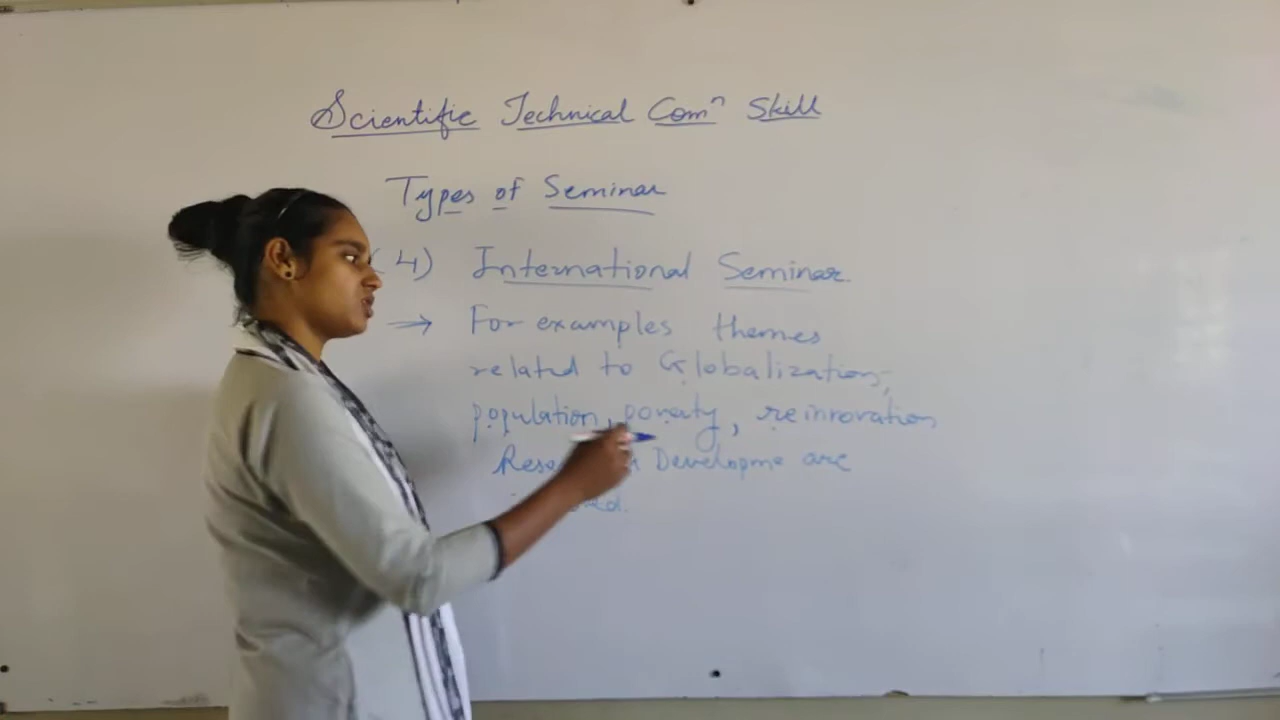 Scientific Technical Comⁿ Skill
Types of Seminar
(4) International Seminar
→ For examples themes
related to Globalization,
population, poverty, reinnovation
Developme are